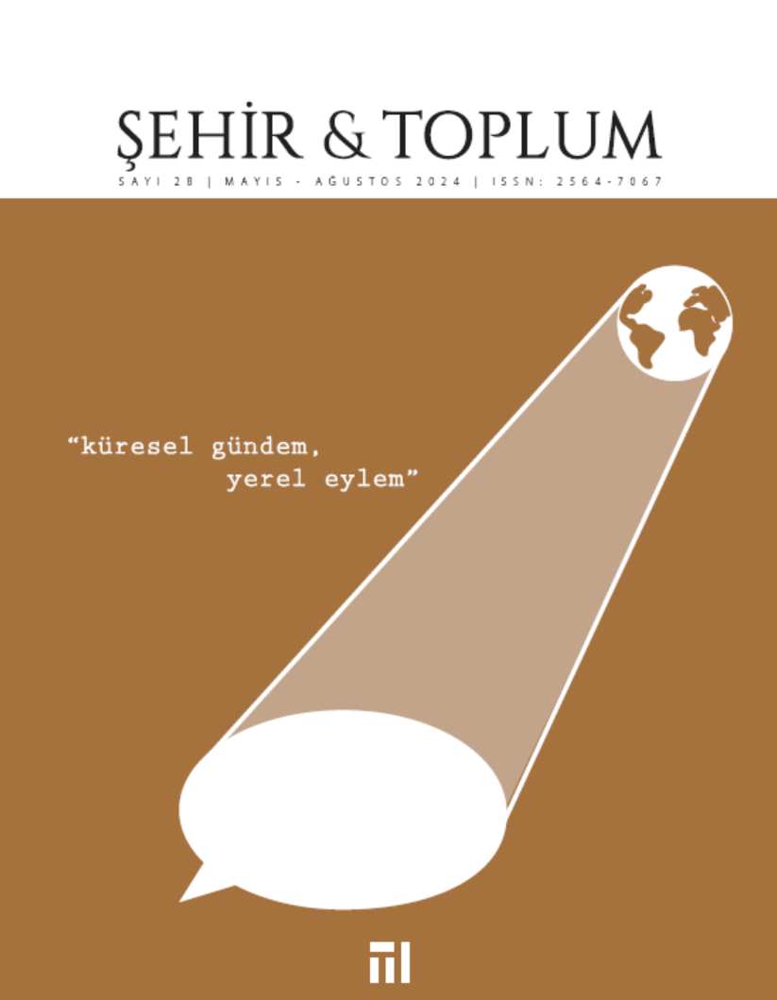 ŞEHİR & TOPLUM
SAYI 28 | MAYIS - AĞUSTOS 2024 | ISSN: 2564-7067
“küresel gündem,
yerel eylem”